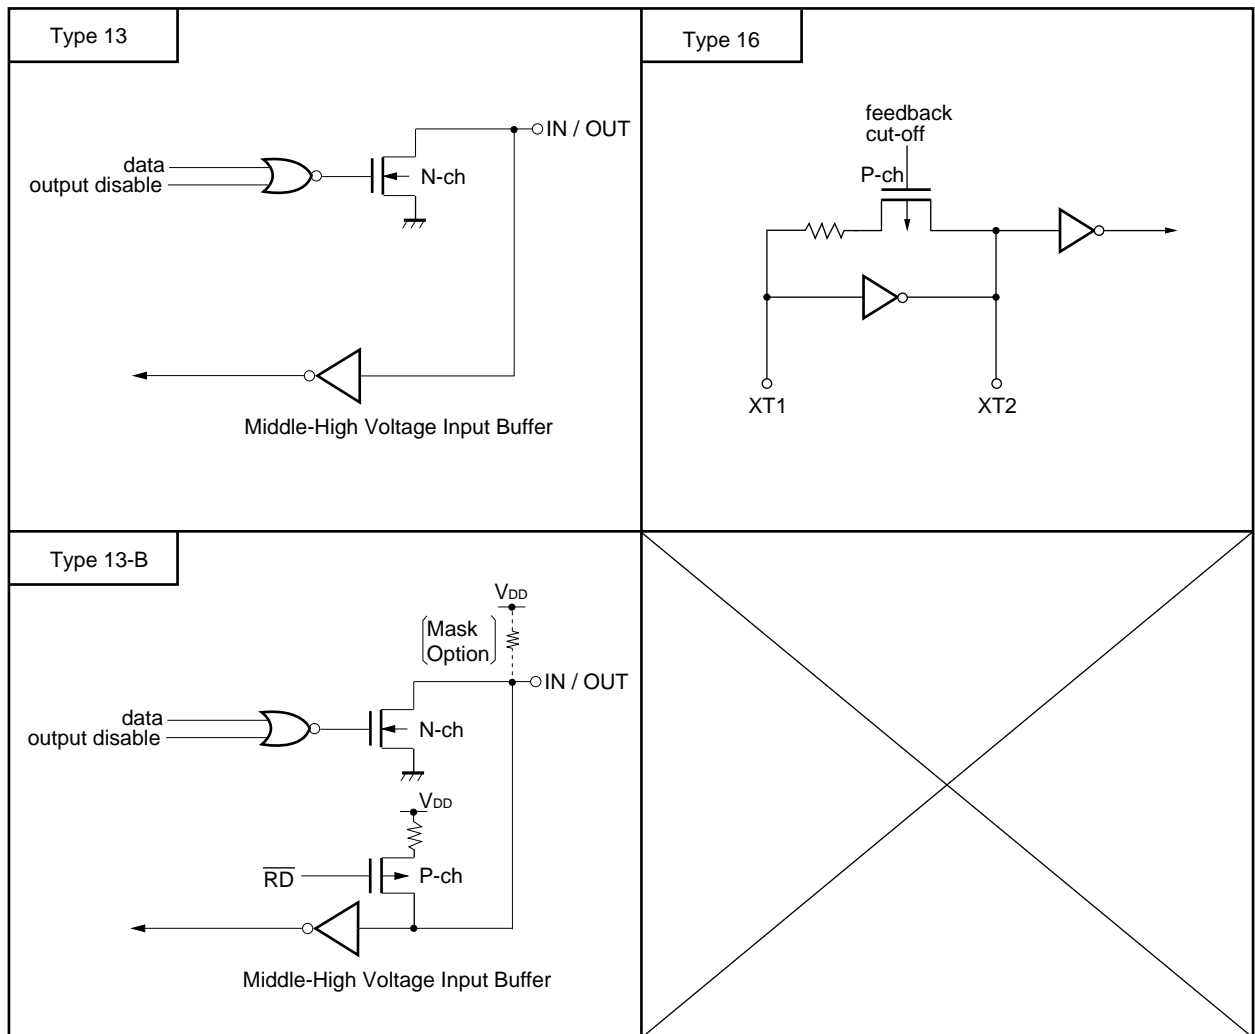 Type 13
IN / OUT
data
output disable
N-ch
Middle-High Voltage Input Buffer
Type 16
feedback
cut-off
P-ch
XT1
XT2
Type 13-B
VDD
Mask
Option
IN / OUT
data
output disable
N-ch
VDD
RD
P-ch
Middle-High Voltage Input Buffer